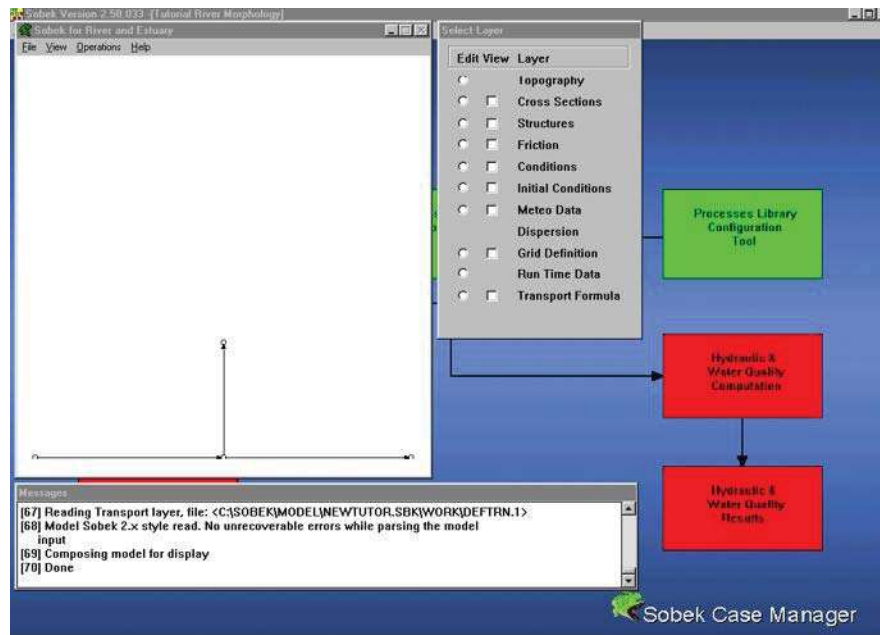 Sobek Version 2.50.033 [Tutorial River Morphology]
Sobek for River and Estuary
File View Operations Help
Select Layer
Edit View Layer
Topography
Cross Sections
Structures
Friction
Conditions
Initial Conditions
Meteo Data
Dispersion
Grid Definition
Run Time Data
Transport Formula
Processes Library
Configuration
Tool
Hydraulic &
Water Quality
Computation
Hydraulic &
Water Quality
Results
Messages
[67] Reading Transport layer, file: <C:\SOBEK\MODEL\NEWTUTOR.SBK\WORK\DEFTRN.1>
[68] Model Sobek 2.x style read. No unrecoverable errors while parsing the model
input
[69] Composing model for display
[70] Done
Sobek Case Manager